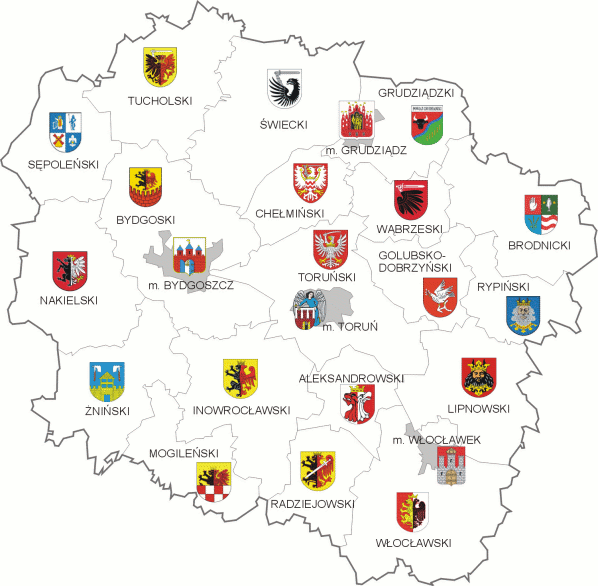 TUCHOLSKI
ŚWIECKI
GRUDZIĄDZKI
m. GRUDZIĄDZ
SĘPOLEŃSKI
BYDGOSKI
CHEŁMIŃSKI
WĄBRZESKI
BRODNICKI
GOLUBSKO-
DOBRZYŃSKI
TORUŃSKI
m. BYDGOSZCZ
RYPIŃSKI
NAKIELSKI
m. TORUŃ
ALEKSANDROWSKI
ŻNIŃSKI
INOWROCŁAWSKI
LIPNOWSKI
m. WŁOCŁAWEK
MOGILEŃSKI
RADZIEJOWSKI
WŁOCŁAWSKI